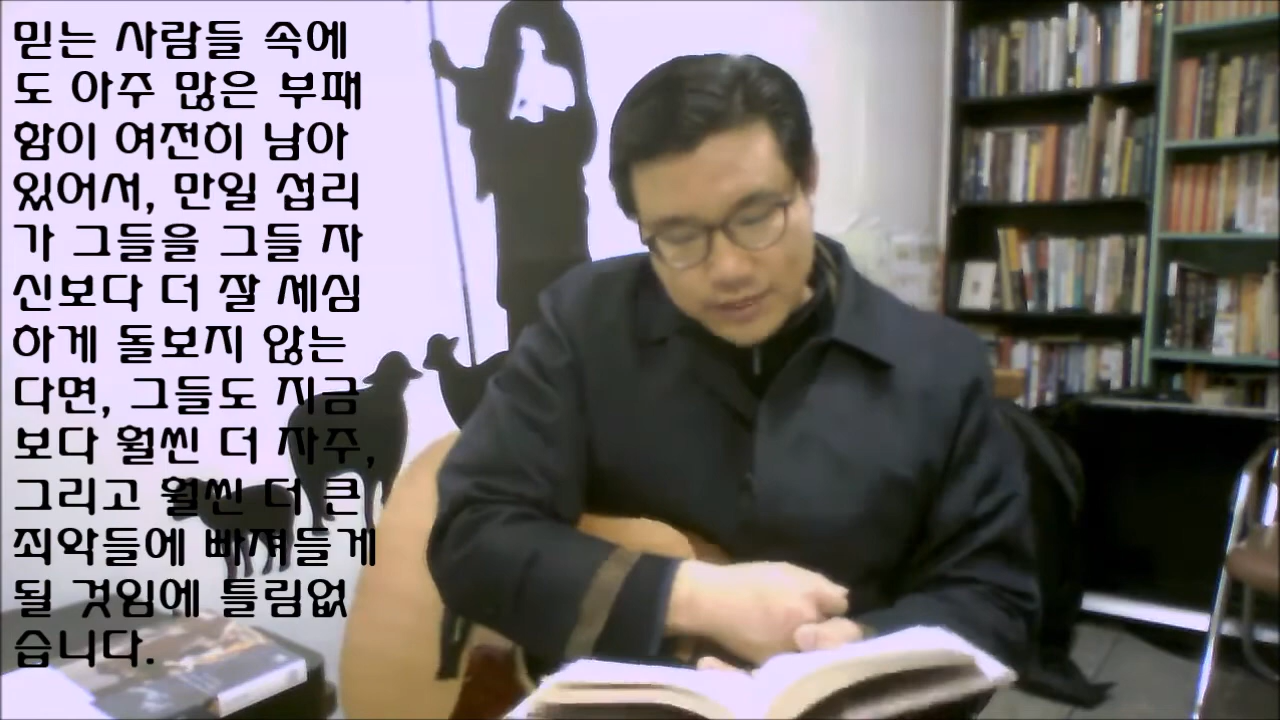 믿는 사람들 속에
도 아주 많은 부패
함이 여전히 남아
있어서, 만일 섭리
가 그들을 그들 자
신보다 더 잘 세심
하게 돌보지 않는
다면, 그들도 지금
보다 훨씬 더 자주,
그리고 훨씬 더 큰
죄악들에 빠져들게
될 것임에 틀림없
습니다.